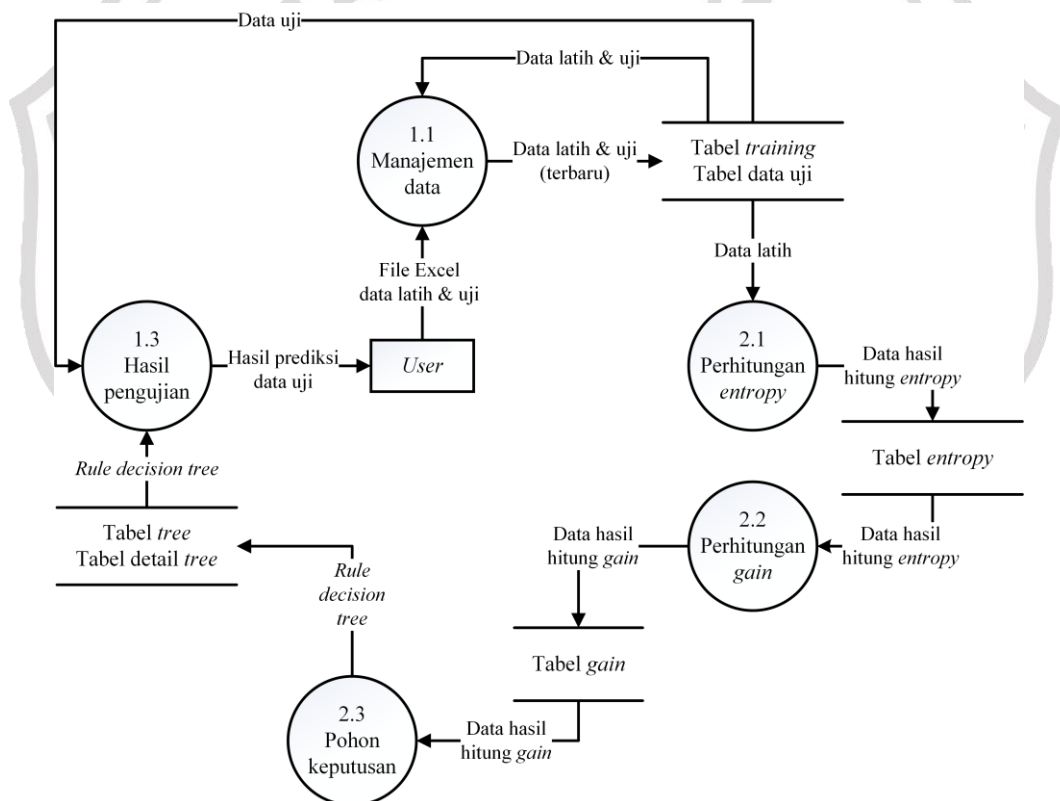 Data uji
Data latih & uji
1.1
Manajemen
data
Data latih & uji
(terbaru)
Tabel training
Tabel data uji
File Excel
data latih & uji
Data latih
1.3
Hasil
pengujian
Hasil prediksi
data uji
User
2.1
Perhitungan
entropy
Data hasil
hitung entropy
Rule decision tree
Tabel entropy
Tabel tree
Tabel detail tree
2.2
Perhitungan
gain
Data hasil
hitung entropy
Data hasil
hitung gain
Rule
decision
tree
Tabel gain
2.3
Pohon
keputusan
Data hasil
hitung gain